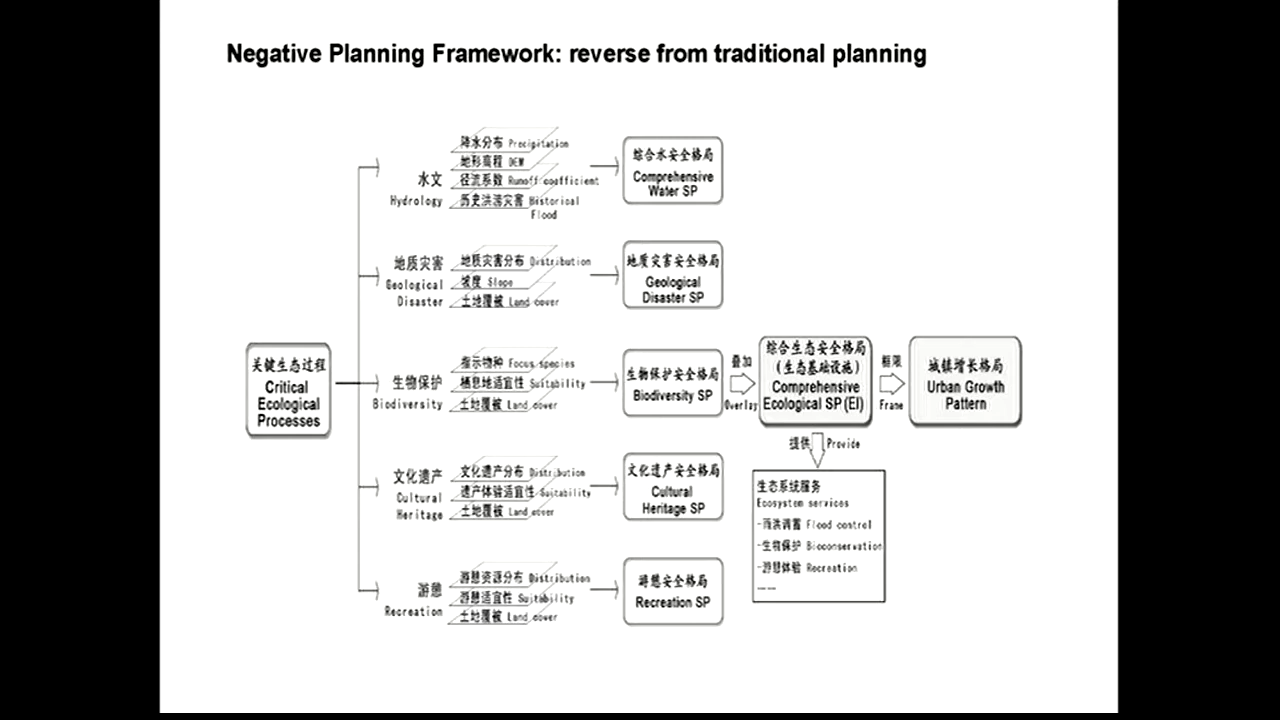 Negative Planning Framework: reverse from traditional planning
关键生态过程
Critical
Ecological
Processes
水文
Hydrology
降水分布 Precipitation
地形高程 DEM
径流系数 Runoff coefficient
历史洪涝灾害 Historical
Flood
综合水安全格局
Comprehensive
Water SP
地质灾害
Geological
Disaster
地质灾害分布 Distribution
坡度 Slope
土地覆被 Land cover
地质灾害安全格局
Geological
Disaster SP
生物保护
Biodiversity
指示物种 Focus species
栖息地适宜性 Suitability
土地覆被 Land cover
生物保护安全格局
Biodiversity SP
文化遗产
Cultural
Heritage
文化遗产分布 Distribution
遗产体验适宜性 Suitability
土地覆被 Land cover
文化遗产安全格局
Cultural
Heritage SP
游憩
Recreation
游憩资源分布 Distribution
游憩适宜性 Suitability
土地覆被 Land cover
游憩安全格局
Recreation SP
叠加
Overlay
综合生态安全格局
(生态基础设施)
Comprehensive
Ecological SP(EI)
框限
Frame
城镇增长格局
Urban Growth
Pattern
提供 Provide
生态系统服务
Ecosystem services
-雨洪调蓄 Flood control
-生物保护 Bioconservation
-游憩体验 Recreation
……